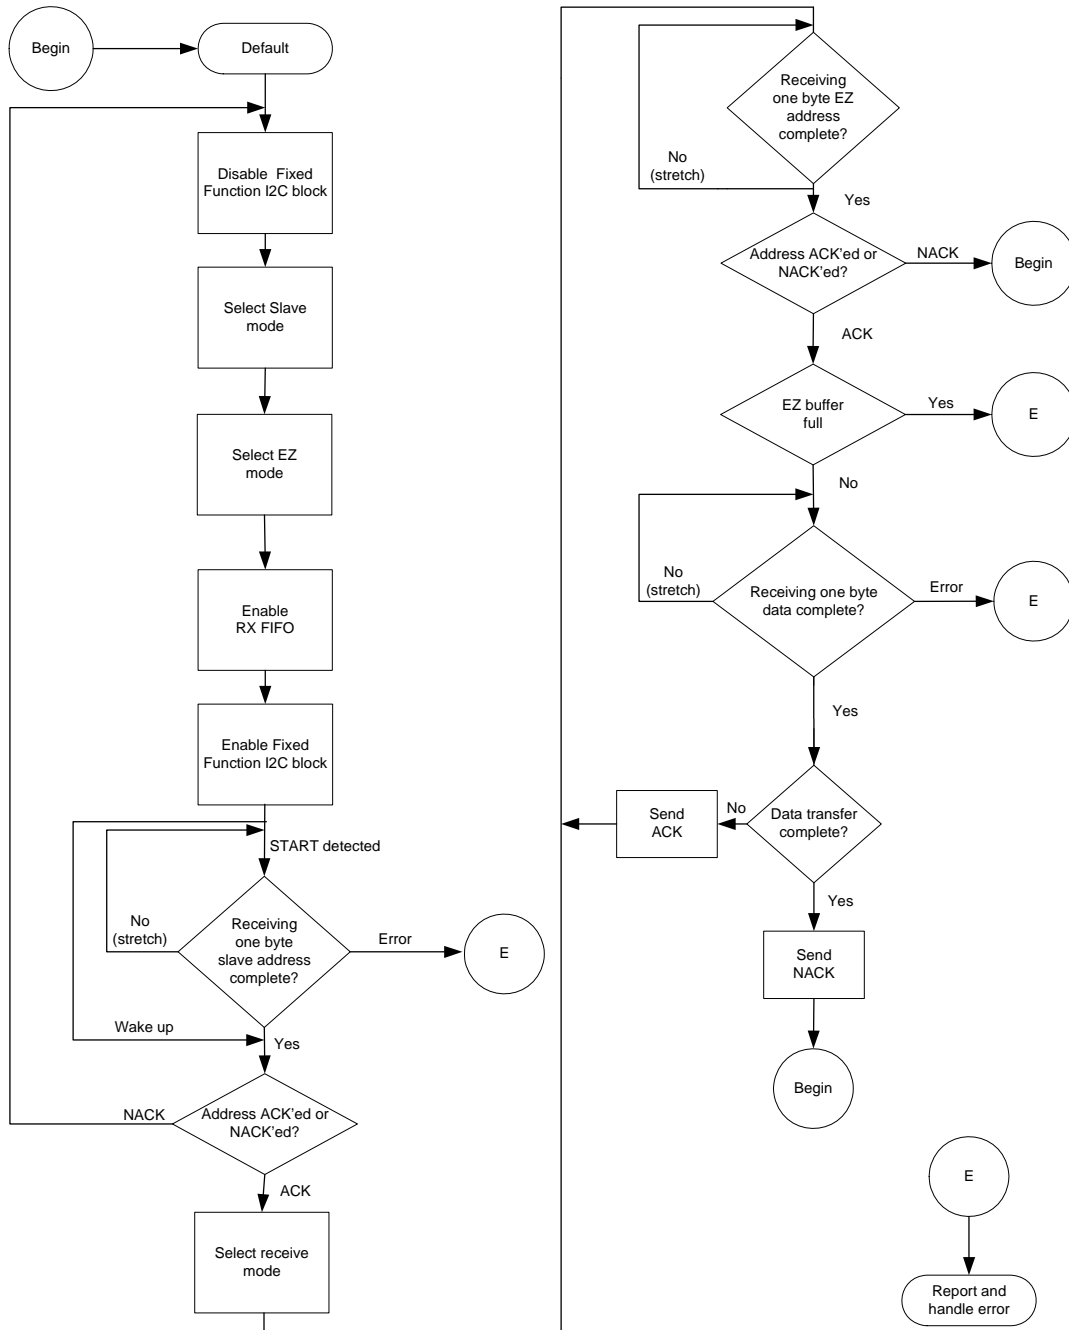 Begin
Default
Disable Fixed
Function I2C block
Select Slave
mode
Select EZ
mode
Enable
RX FIFO
Enable Fixed
Function I2C block
START detected
No
(stretch)
Receiving
one byte
slave address
complete?
Error
E
Wake up
Yes
NACK
Address ACK'ed or
NACK'ed?
ACK
Select receive
mode
Receiving
one byte EZ
address
complete?
No
(stretch)
Yes
Address ACK'ed or
NACK'ed?
NACK
Begin
ACK
EZ buffer
full
Yes
E
No
No
(stretch)
Receiving one byte
data complete?
Error
E
Yes
Send
ACK
No
Data transfer
complete?
Yes
Send
NACK
Begin
E
Report and
handle error